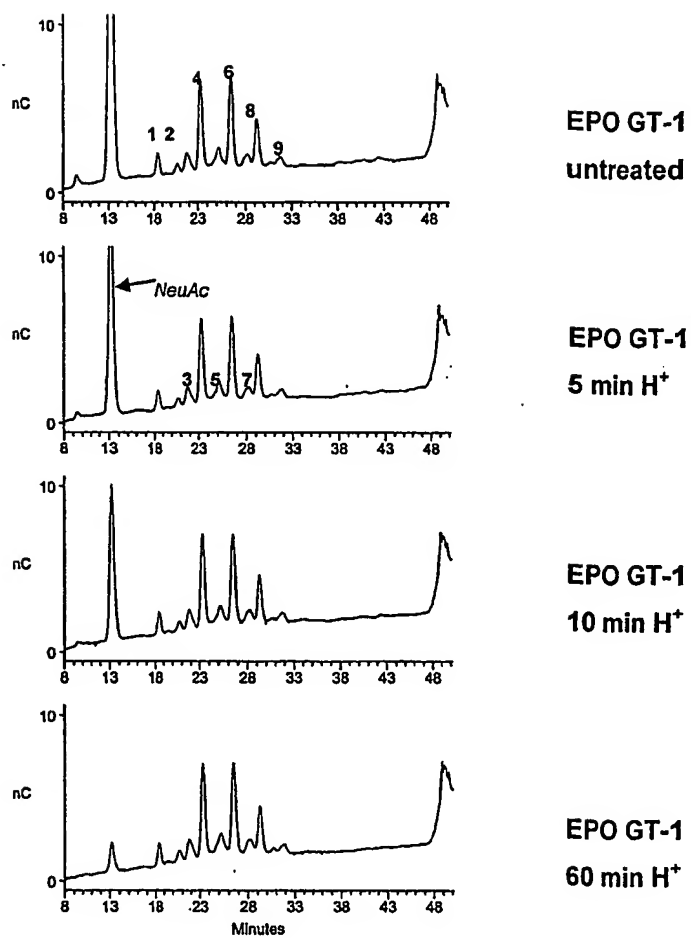 10
nC
0
1 2 4 6 8 9
8 13 18 23 28 33 38 43 48
EPO GT-1
untreated
10
nC
0
NeuAc
3 5 7
8 13 18 23 28 33 38 43 48
EPO GT-1
5 min H⁺
10
nC
0
8 13 18 23 28 33 38 43 48
EPO GT-1
10 min H⁺
10
nC
0
8 13 18 23 28 33 38 43 48
Minutes
EPO GT-1
60 min H⁺